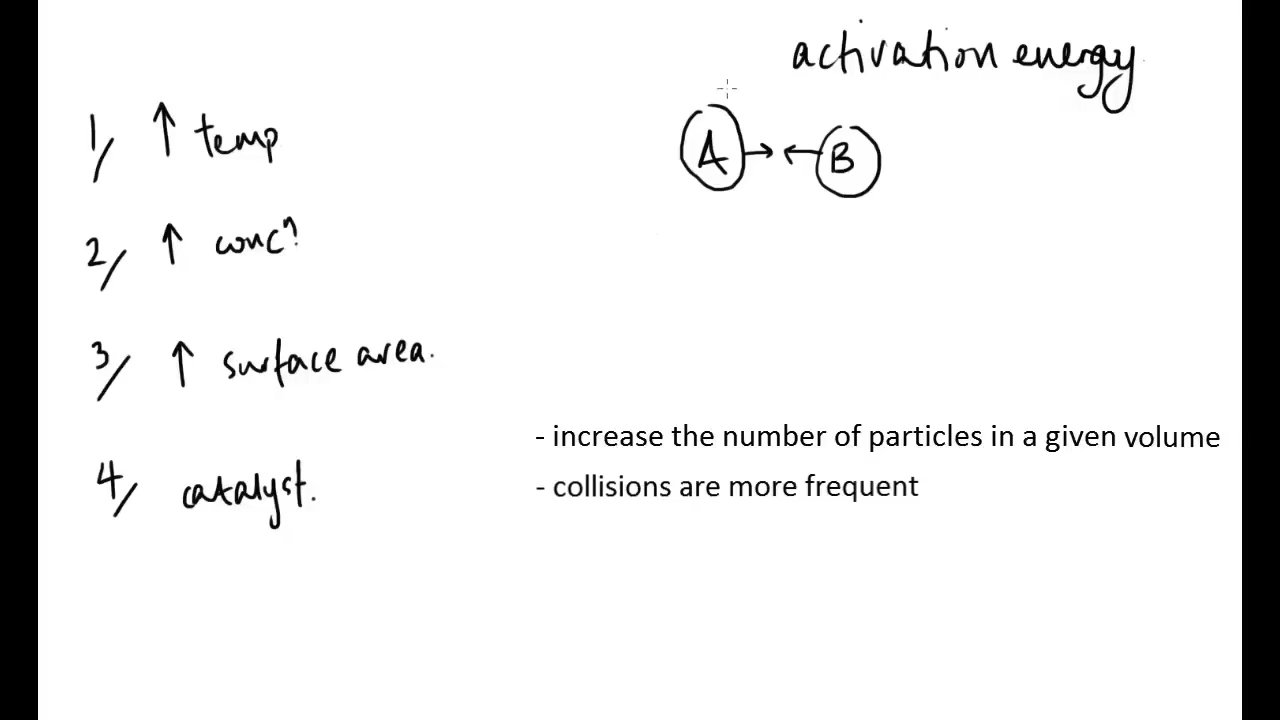 activation energy
A → ← B
1/ ↑ temp
2/ ↑ concⁿ
3/ ↑ surface area.
4/ catalyst.
- increase the number of particles in a given volume
- collisions are more frequent